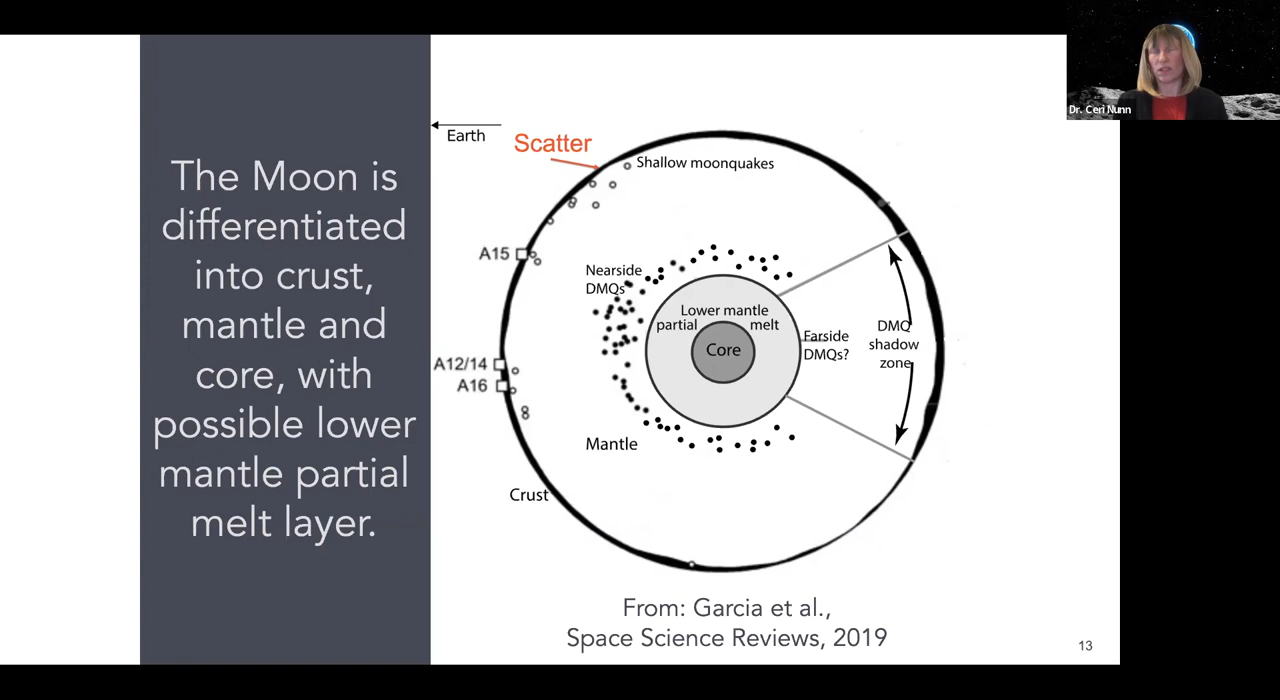 The Moon is
differentiated
into crust,
mantle and
core, with
possible lower
mantle partial
melt layer.
Earth
Scatter
Shallow moonquakes
A15
Nearside
DMQs
Lower mantle
partial melt
Core
Farside
DMQs?
DMQ
shadow
zone
A12/14
A16
Mantle
Crust
From: Garcia et al.,
Space Science Reviews, 2019
13
Dr. Ceri Nunn